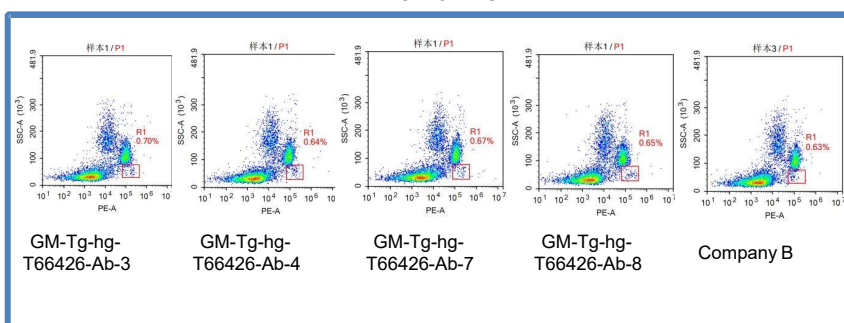 样本1 / P1
481.9
300
200
100
0
SSC-A (10³)
R1
0.70%
10¹ 10² 10³ 10⁴ 10⁵ 10⁶
PE-A
GM-Tg-hg-
T66426-Ab-3
样本1 / P1
481.9
300
200
100
0
SSC-A (10³)
R1
0.64%
10¹ 10² 10³ 10⁴ 10⁵ 10⁶
PE-A
GM-Tg-hg-
T66426-Ab-4
样本1 / P1
481.9
300
200
100
0
SSC-A (10³)
R1
0.67%
10¹ 10² 10³ 10⁴ 10⁵ 10⁶ 10⁷
PE-A
GM-Tg-hg-
T66426-Ab-7
样本1 / P1
481.9
300
200
100
0
SSC-A (10³)
R1
0.65%
10¹ 10² 10³ 10⁴ 10⁵ 10⁶ 10⁷
PE-A
GM-Tg-hg-
T66426-Ab-8
样本3 / P1
481.9
300
200
100
0
SSC-A (10³)
R1
0.63%
10¹ 10² 10³ 10⁴ 10⁵ 10⁶ 10⁷
PE-A
Company B